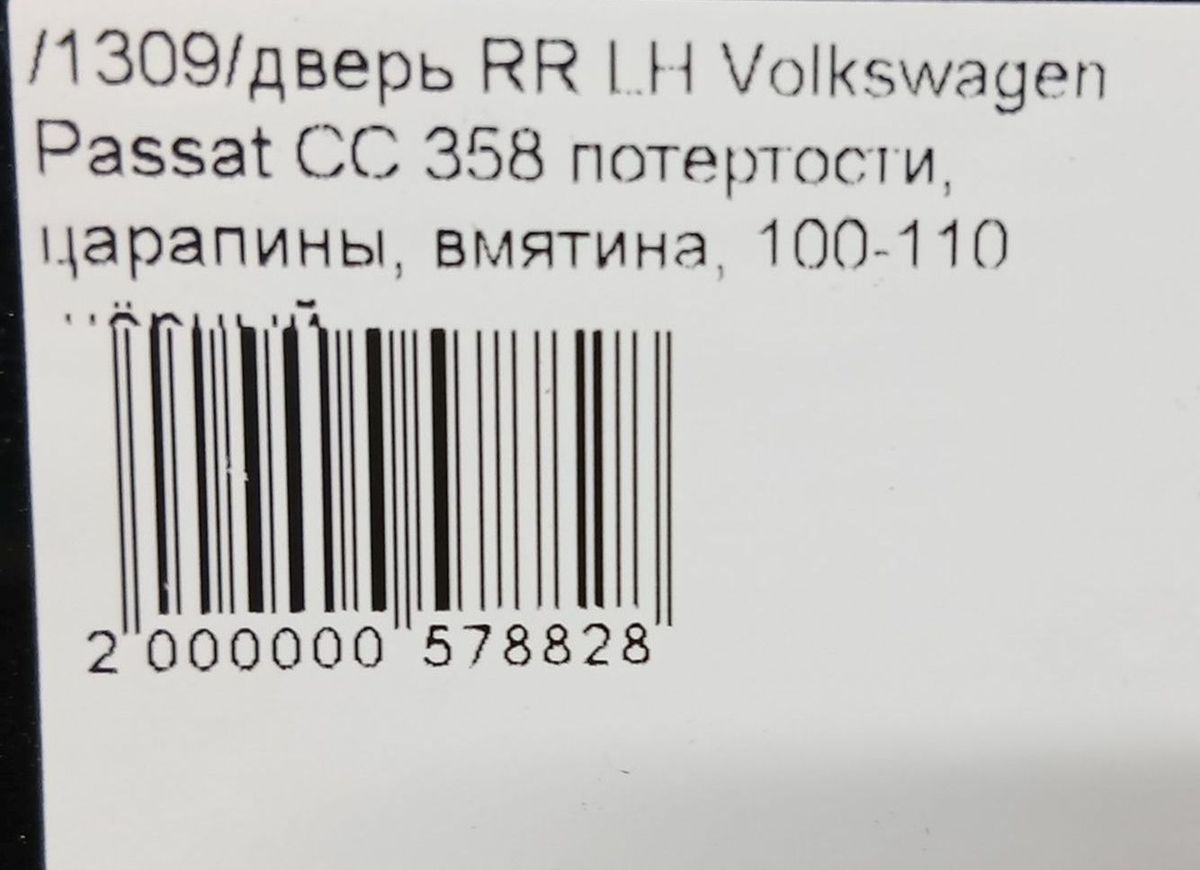 /1309/дверь RR LH Volkswagen
Passat CC 358 потертости,
царапины, вмятина, 100-110
2 000000 578828